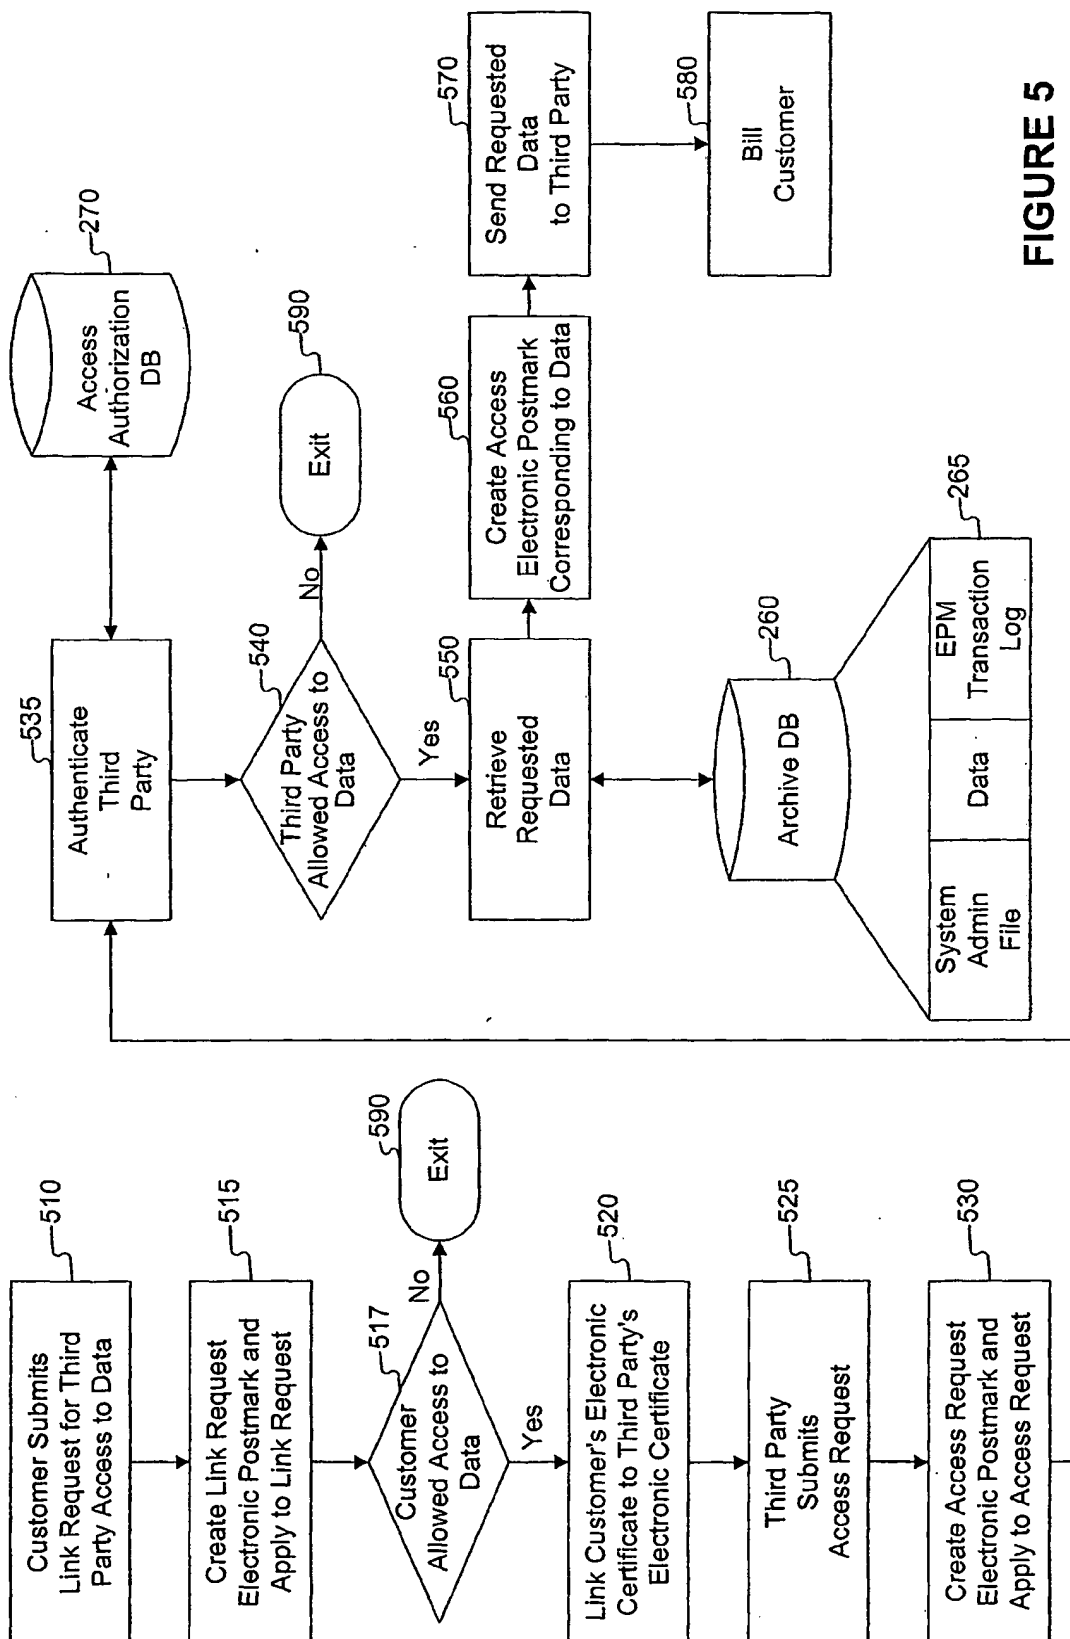 Customer Submits
Link Request for Third
Party Access to Data
510
Create Link Request
Electronic Postmark and
Apply to Link Request
515
Customer
Allowed Access to
Data
517
No
Exit
590
Yes
Link Customer's Electronic
Certificate to Third Party's
Electronic Certificate
520
Third Party
Submits
Access Request
525
Create Access Request
Electronic Postmark and
Apply to Access Request
530
Authenticate
Third
Party
535
Access
Authorization
DB
270
Third Party
Allowed Access to
Data
540
No
Exit
590
Yes
Retrieve
Requested
Data
550
Create Access
Electronic Postmark
Corresponding to Data
560
Send Requested
Data
to Third Party
570
Bill
Customer
580
Archive DB
260
System
Admin
File
Data
EPM
Transaction
Log
265
FIGURE 5